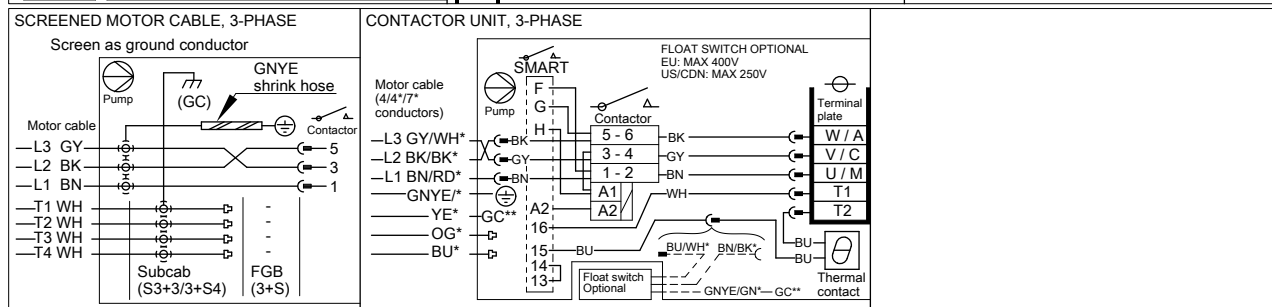 SCREENED MOTOR CABLE, 3-PHASE
Screen as ground conductor
Pump
(GC)
GNYE
shrink hose
Motor cable
Contactor
L3 GY
5
L2 BK
3
L1 BN
1
T1 WH
-
T2 WH
-
T3 WH
-
T4 WH
-
Subcab
(S3+3/3+S4)
FGB
(3+S)
CONTACTOR UNIT, 3-PHASE
FLOAT SWITCH OPTIONAL
EU: MAX 400V
US/CDN: MAX 250V
Motor cable
(4/4*/7*
conductors)
Pump
SMART
F
G
H
Contactor
Terminal
plate
L3 GY/WH*
BK
5 - 6
BK
W / A
L2 BK/BK*
GY
3 - 4
GY
V / C
L1 BN/RD*
BN
1 - 2
BN
U / M
GNYE/*
A1
WH
T1
YE*
GC**
A2
A2
T2
OG*
16
BU*
15
BU
14
13
BU/WH*
BN/BK*
BU
BU
Float switch
Optional
GNYE/GN*
GC**
Thermal
contact